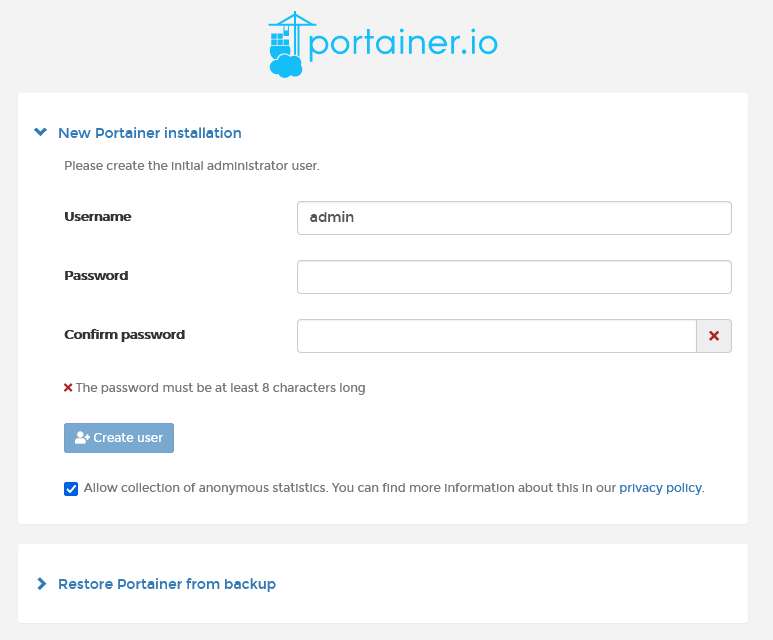 portainer.io
New Portainer installation
Please create the initial administrator user.
Username
admin
Password
Confirm password
The password must be at least 8 characters long
Create user
Allow collection of anonymous statistics. You can find more information about this in our privacy policy.
Restore Portainer from backup